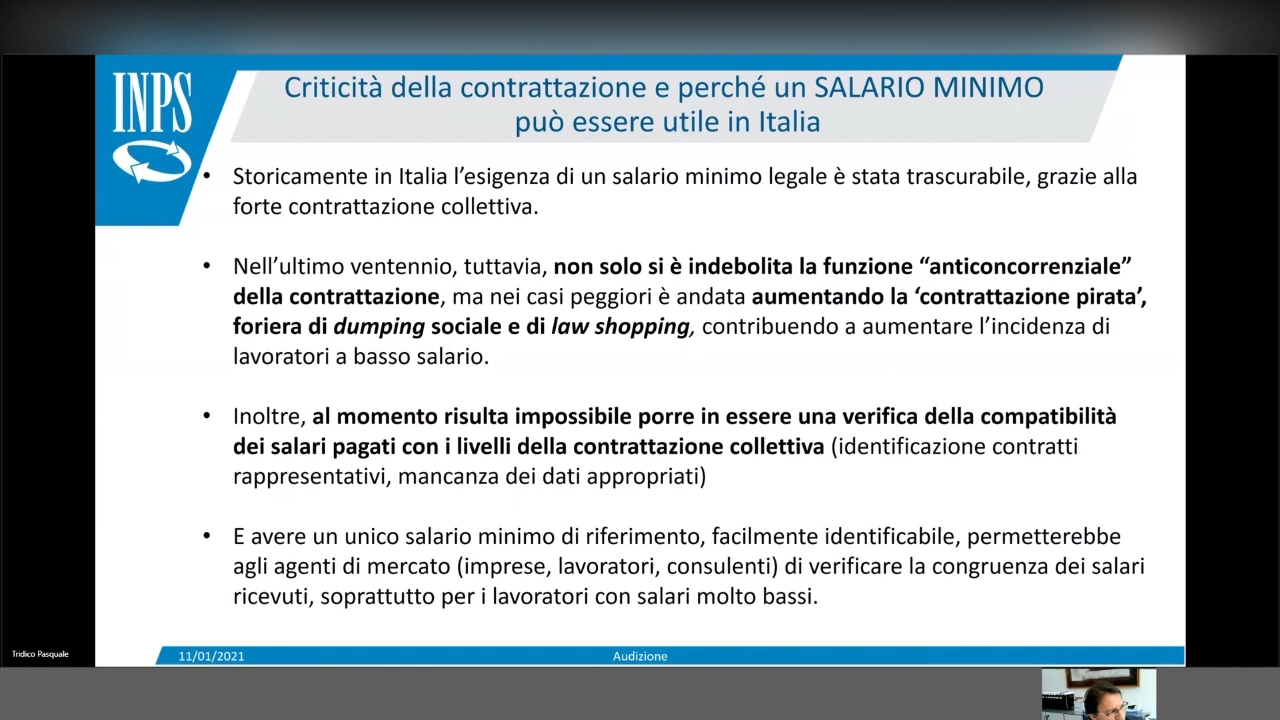 INPS
Criticità della contrattazione e perché un SALARIO MINIMO
può essere utile in Italia
• Storicamente in Italia l’esigenza di un salario minimo legale è stata trascurabile, grazie alla
forte contrattazione collettiva.
• Nell’ultimo ventennio, tuttavia, non solo si è indebolita la funzione “anticoncorrenziale”
della contrattazione, ma nei casi peggiori è andata aumentando la ‘contrattazione pirata’,
foriera di dumping sociale e di law shopping, contribuendo a aumentare l’incidenza di
lavoratori a basso salario.
• Inoltre, al momento risulta impossibile porre in essere una verifica della compatibilità
dei salari pagati con i livelli della contrattazione collettiva (identificazione contratti
rappresentativi, mancanza dei dati appropriati)
• E avere un unico salario minimo di riferimento, facilmente identificabile, permetterebbe
agli agenti di mercato (imprese, lavoratori, consulenti) di verificare la congruenza dei salari
ricevuti, soprattutto per i lavoratori con salari molto bassi.
Tridico Pasquale
11/01/2021 Audizione